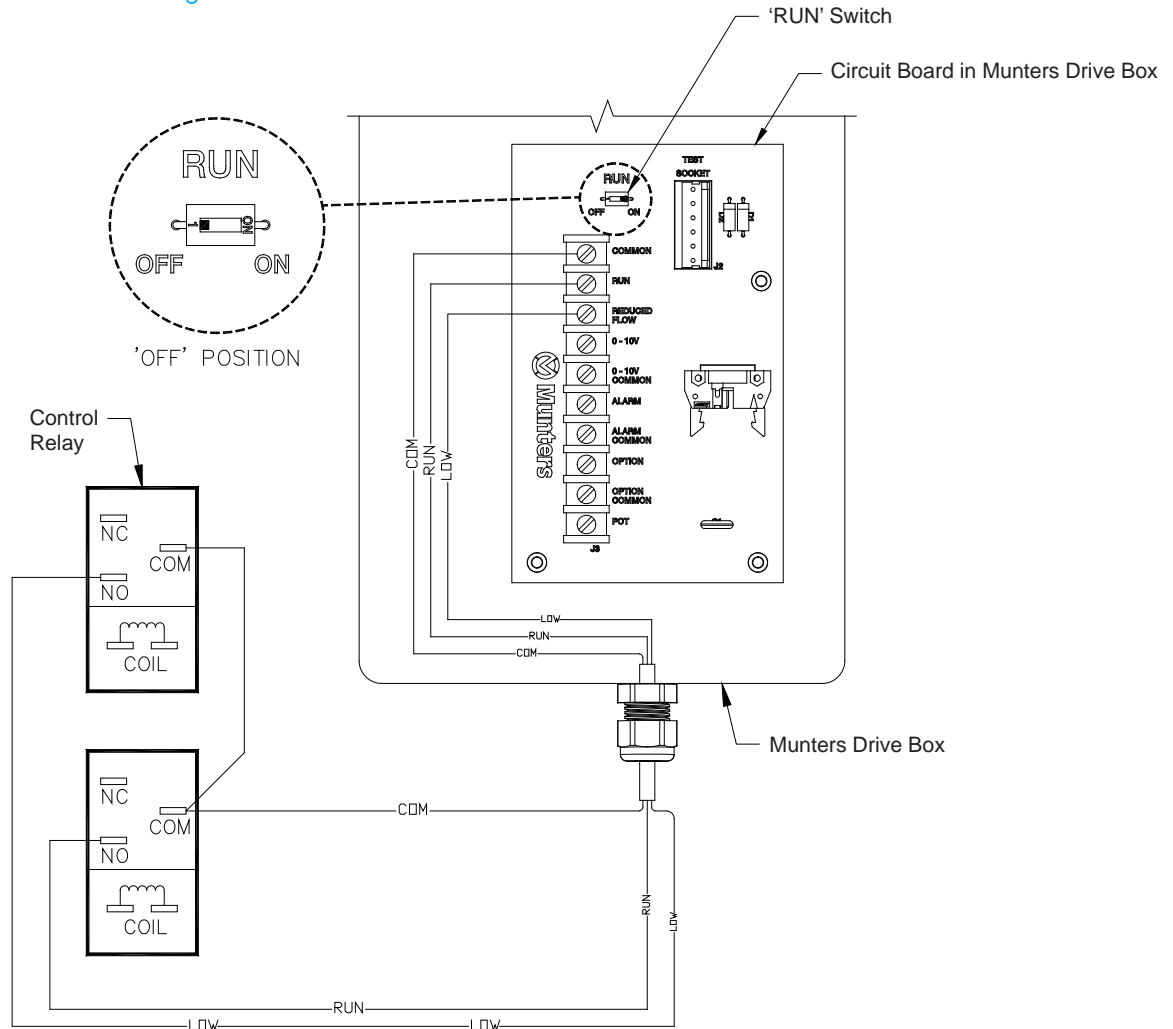 'RUN' Switch
Circuit Board in Munters Drive Box
RUN
OFF
ON
1
ON
'OFF' POSITION
TEST
SOCKET
RUN
OFF
ON
J2
COMMON
RUN
REDUCED
FLOW
0 - 10V
0 - 10V
COMMON
ALARM
ALARM
COMMON
OPTION
OPTION
COMMON
POT
J3
Munters
COM
RUN
LOW
LOW
RUN
COM
Control
Relay
NC
COM
NO
COIL
NC
COM
NO
COIL
Munters Drive Box
COM
RUN
LOW
RUN
LOW
LOW